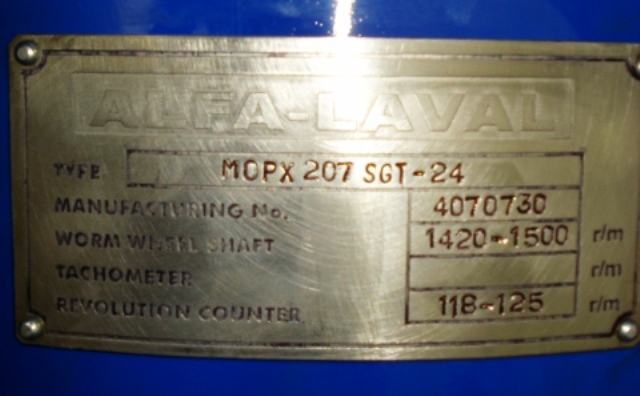 ALFA-LAVAL
TYPE MOPX 207 SGT-24
MANUFACTURING No. 4070730
WORM WHEEL SHAFT 1420-1500 r/m
TACHOMETER r/m
REVOLUTION COUNTER 118-125 r/m